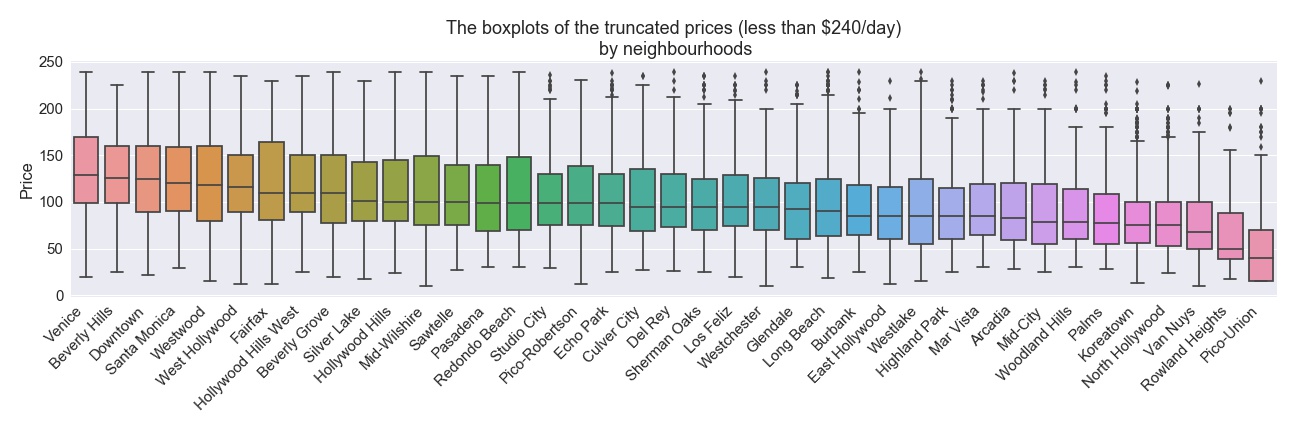 The boxplots of the truncated prices (less than $240/day)
by neighbourhoods
Price
250
200
150
100
50
0
Venice
Beverly Hills
Downtown
Santa Monica
Westwood
West Hollywood
Fairfax
Hollywood Hills West
Beverly Grove
Silver Lake
Hollywood Hills
Mid-Wilshire
Sawtelle
Pasadena
Redondo Beach
Studio City
Pico-Robertson
Echo Park
Culver City
Del Rey
Sherman Oaks
Los Feliz
Westchester
Glendale
Long Beach
Burbank
East Hollywood
Westlake
Highland Park
Mar Vista
Arcadia
Mid-City
Woodland Hills
Palms
Koreatown
North Hollywood
Van Nuys
Rowland Heights
Pico-Union